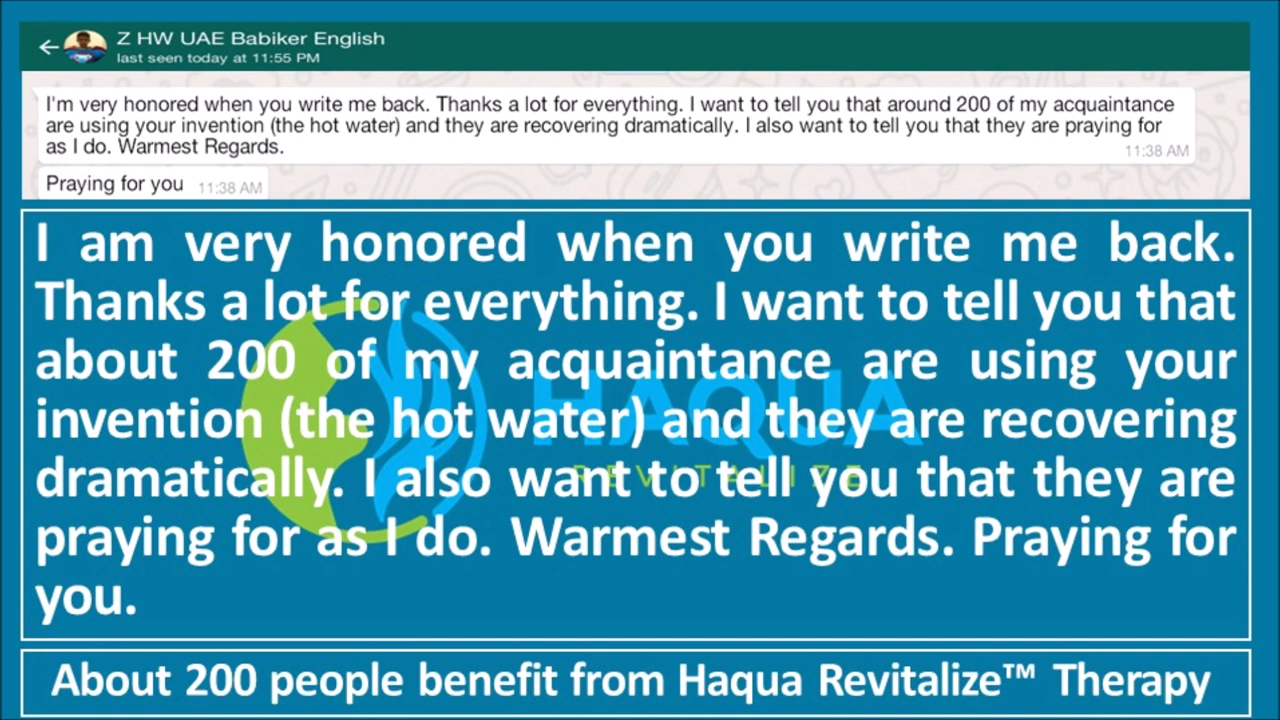 Z HW UAE Babiker English
last seen today at 11:55 PM
I'm very honored when you write me back. Thanks a lot for everything. I want to tell you that around 200 of my acquaintance
are using your invention (the hot water) and they are recovering dramatically. I also want to tell you that they are praying for
as I do. Warmest Regards.
11:38 AM
Praying for you 11:38 AM
I am very honored when you write me back.
Thanks a lot for everything. I want to tell you that
about 200 of my acquaintance are using your
invention (the hot water) and they are recovering
dramatically. I also want to tell you that they are
praying for as I do. Warmest Regards. Praying for
you.
HAQUA
REVITALIZE
About 200 people benefit from Haqua Revitalize™ Therapy